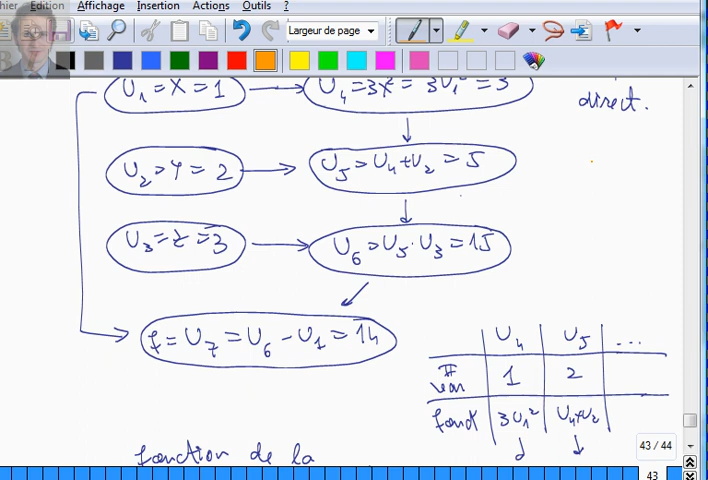 hier Édition Affichage Insertion Actions Outils ?
Largeur de page
U₁ = X = 1 U₄ = 3X² = 3U₁² = 3
direct.
U₂ = Y = 2 U₅ = U₄ + U₂ = 5
U₃ = Z = 3 U₆ = U₅ · U₃ = 15
f = U₇ = U₆ - U₁ = 14
U₄ U₅ ...
# var 1 2
fonct 3U₁² U₄+U₂
fonction de la
43 / 44
43